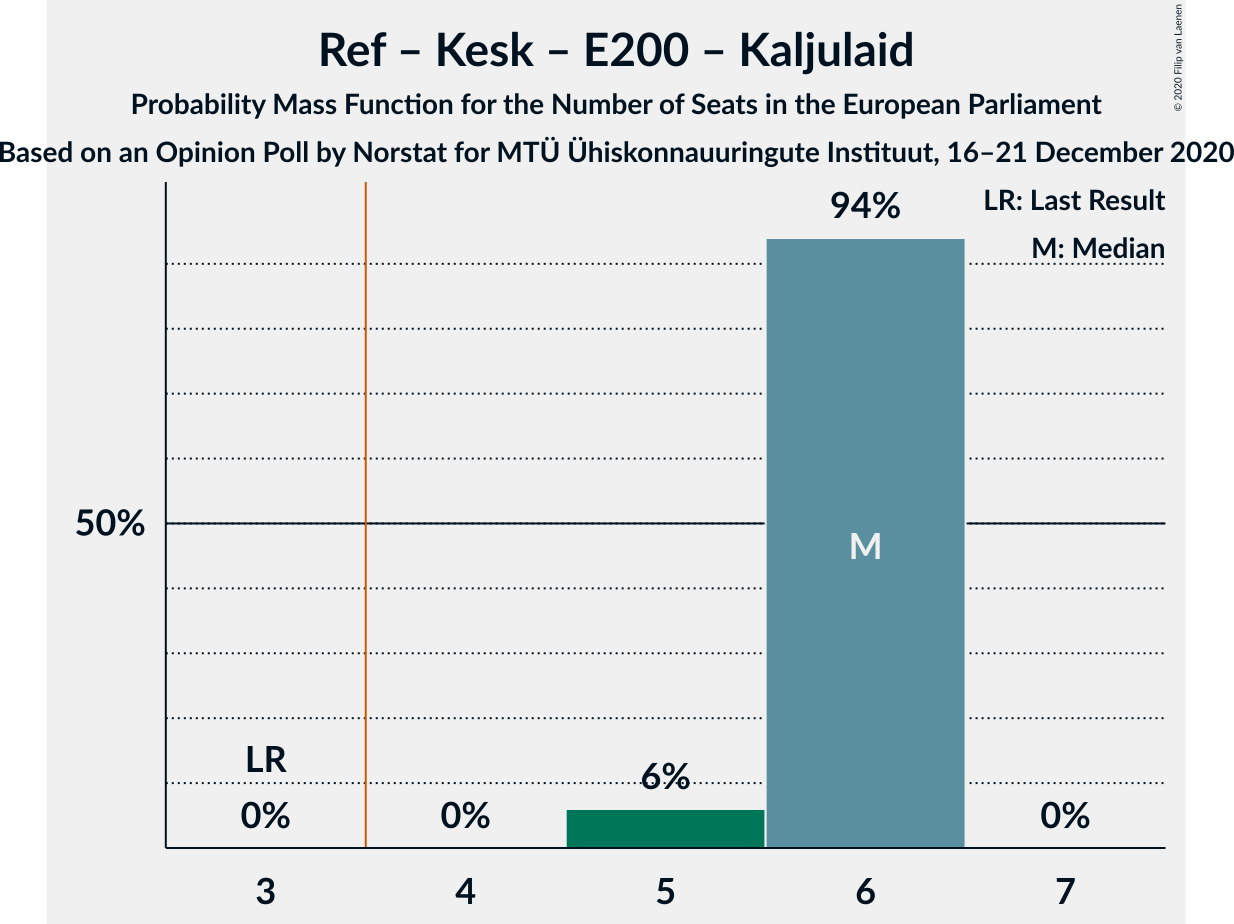 Ref – Kesk – E200 – Kaljulaid
Probability Mass Function for the Number of Seats in the European Parliament
Based on an Opinion Poll by Norstat for MTÜ Ühiskonnauuringute Instituut, 16–21 December 2020
© 2020 Filip van Laenen
LR: Last Result
M: Median
94%
50%
M
LR
6%
0%
0%
0%
3
4
5
6
7